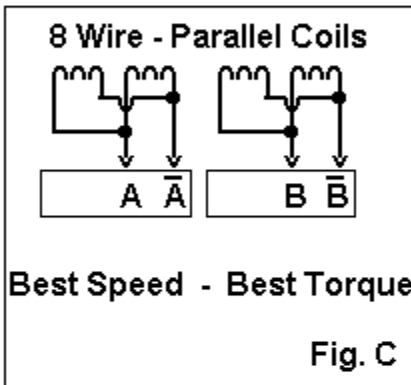 8 Wire - Parallel Coils
A A̅ B B̅
Best Speed - Best Torque
Fig. C